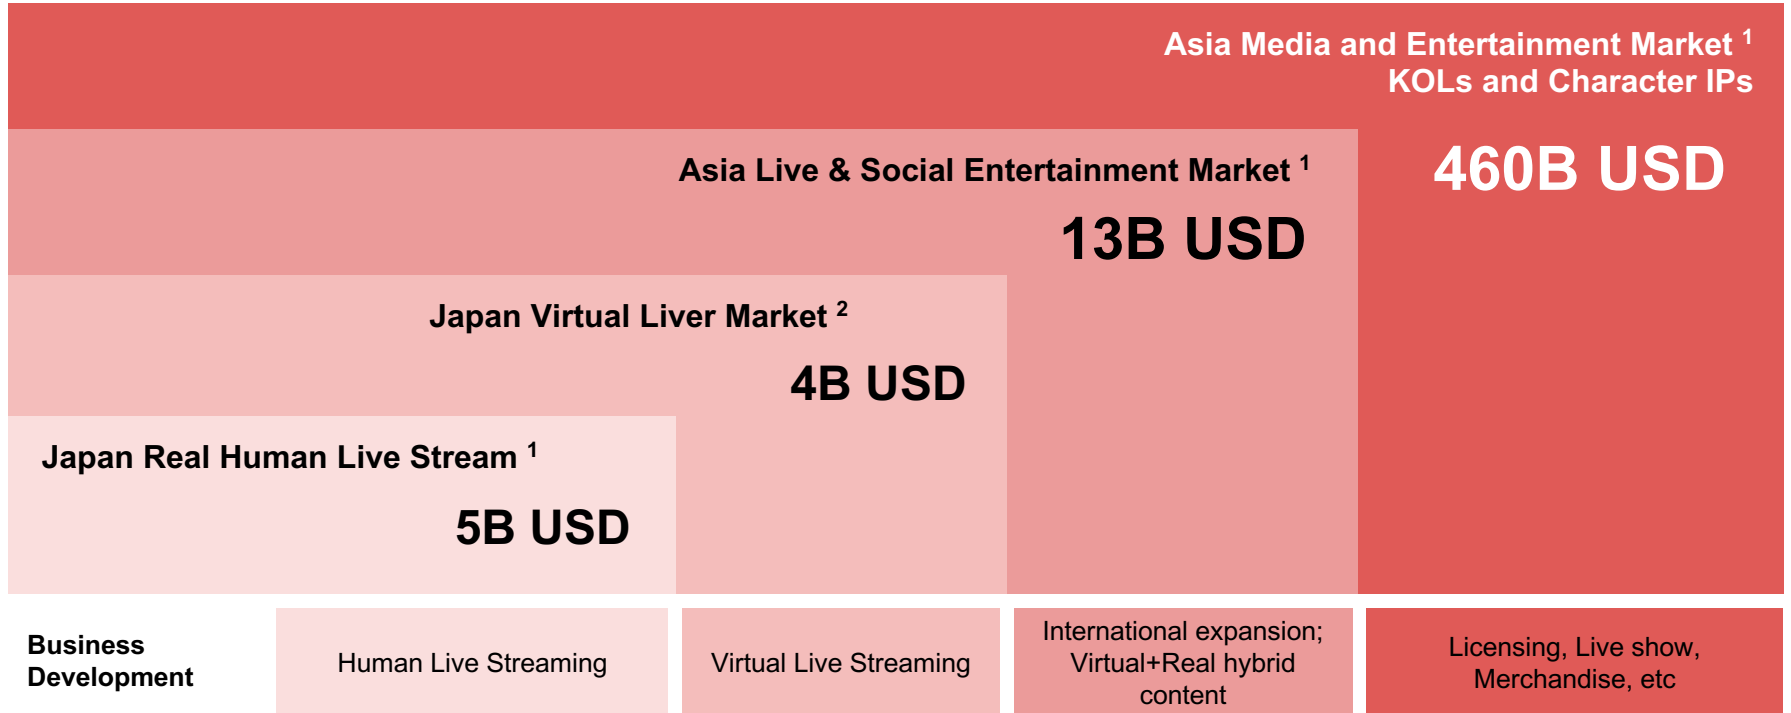 Asia Media and Entertainment Market 1
KOLs and Character IPs
460B USD
Asia Live & Social Entertainment Market 1
13B USD
Japan Virtual Liver Market 2
4B USD
Japan Real Human Live Stream 1
5B USD
Business
Development
Human Live Streaming
Virtual Live Streaming
International expansion;
Virtual+Real hybrid
content
Licensing, Live show,
Merchandise, etc